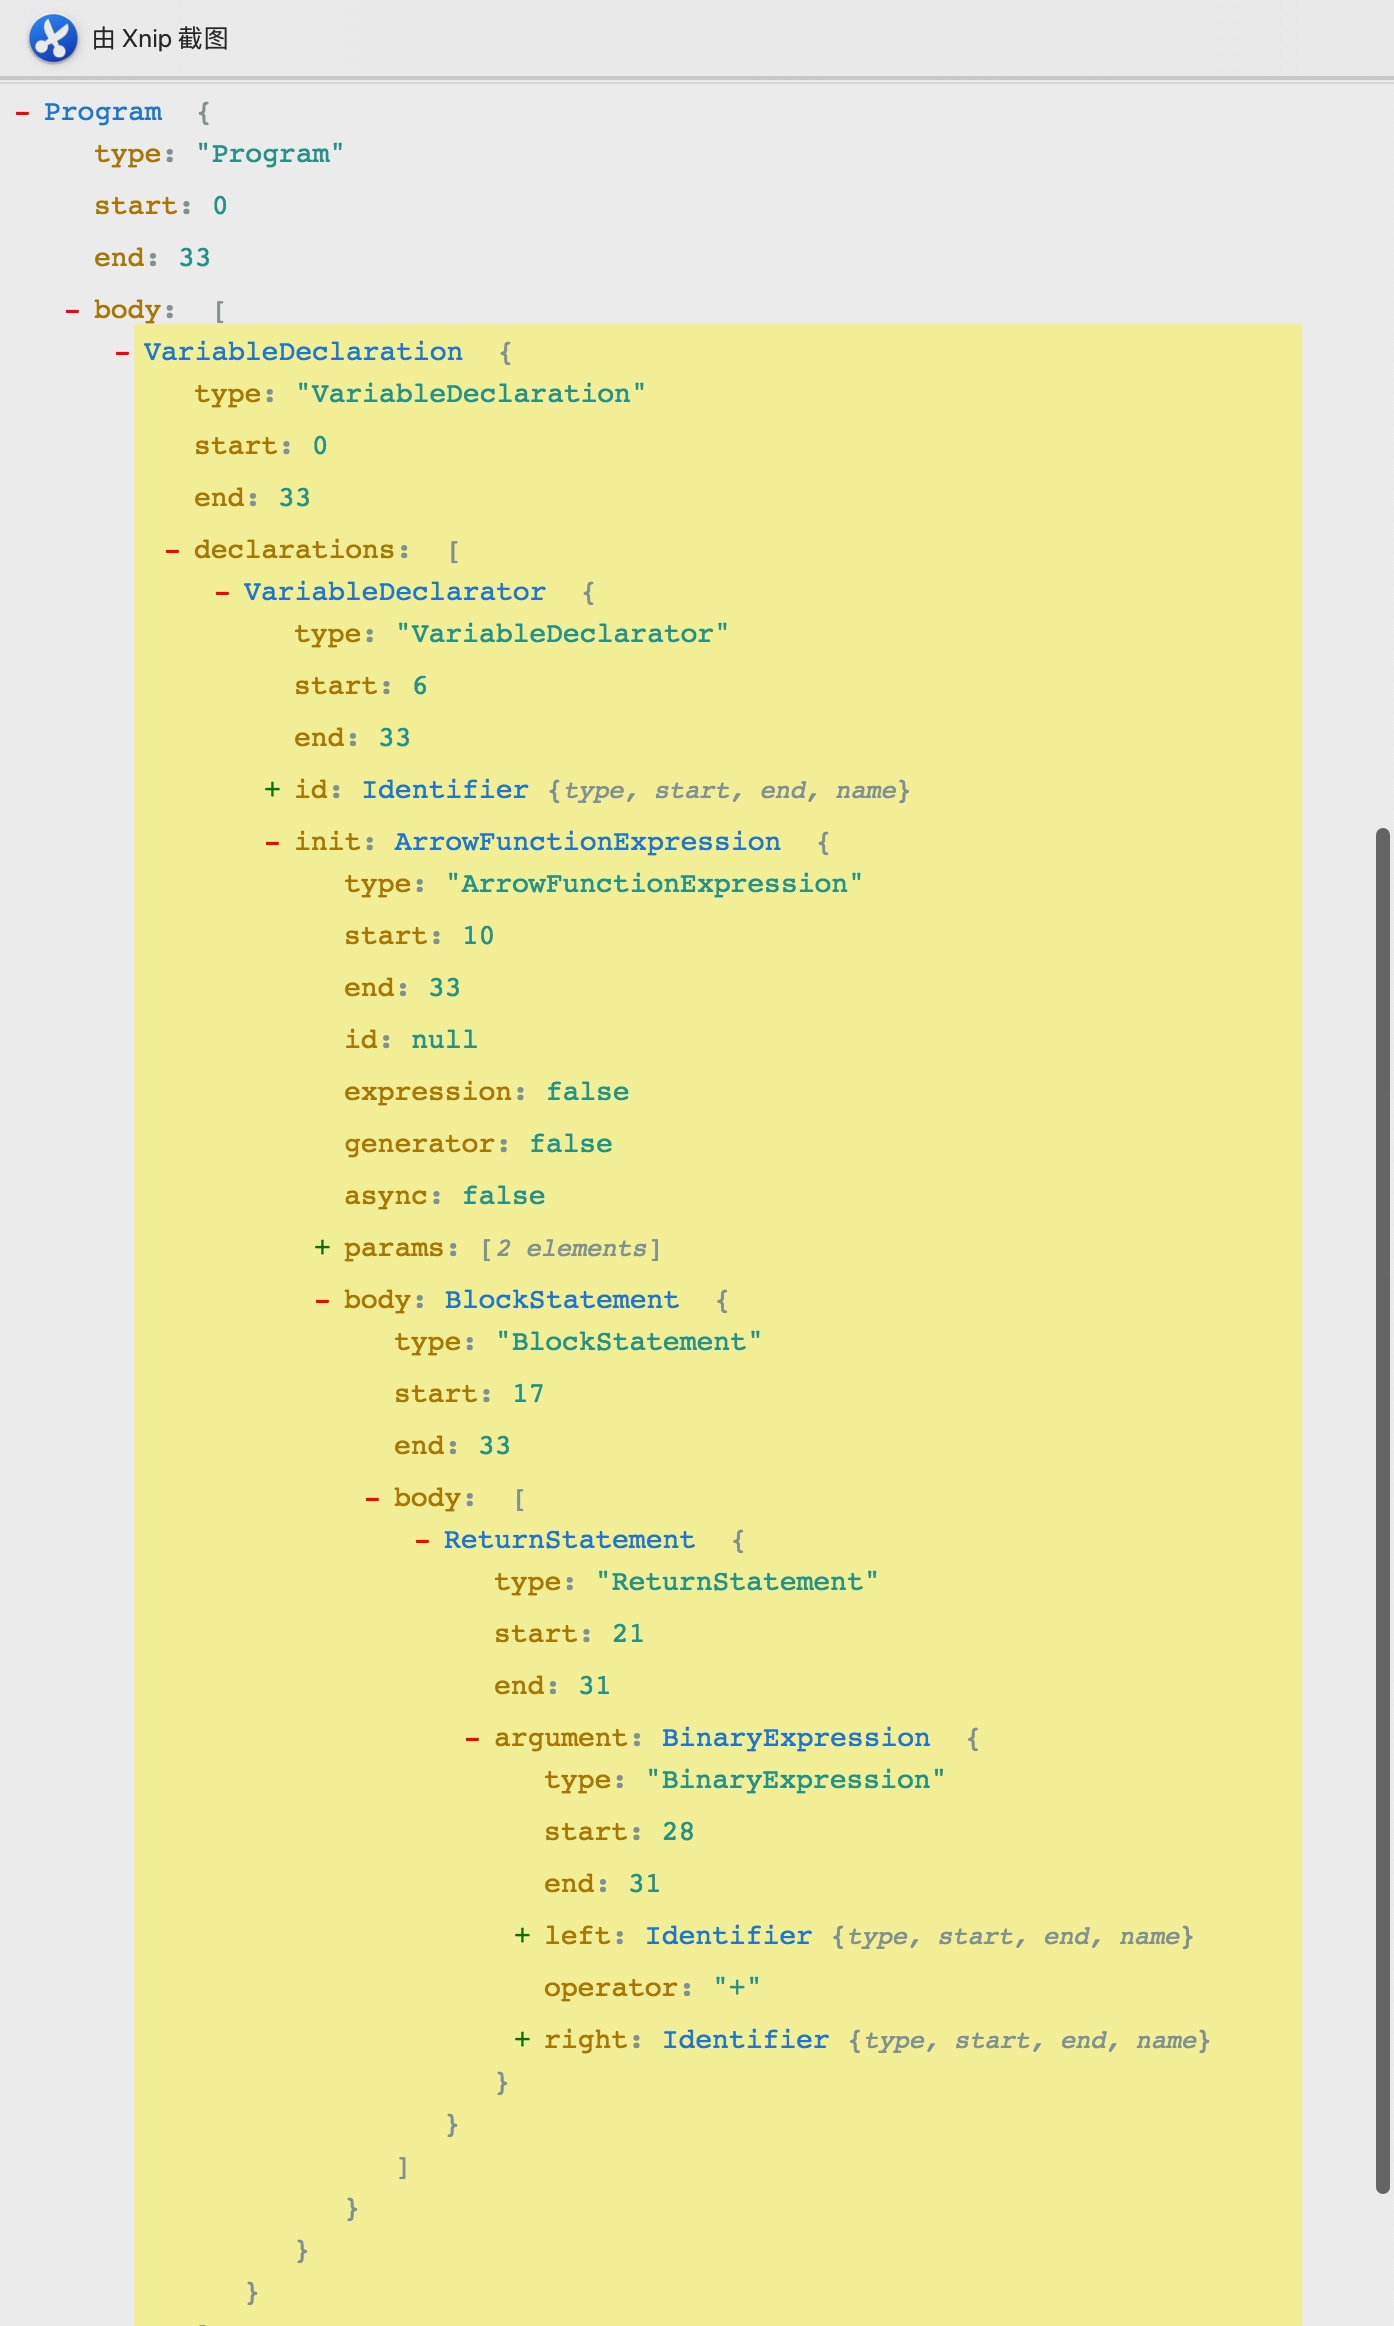 由 Xnip 截图
- Program {
type: "Program"
start: 0
end: 33
- body: [
- VariableDeclaration {
type: "VariableDeclaration"
start: 0
end: 33
- declarations: [
- VariableDeclarator {
type: "VariableDeclarator"
start: 6
end: 33
+ id: Identifier {type, start, end, name}
- init: ArrowFunctionExpression {
type: "ArrowFunctionExpression"
start: 10
end: 33
id: null
expression: false
generator: false
async: false
+ params: [2 elements]
- body: BlockStatement {
type: "BlockStatement"
start: 17
end: 33
- body: [
- ReturnStatement {
type: "ReturnStatement"
start: 21
end: 31
- argument: BinaryExpression {
type: "BinaryExpression"
start: 28
end: 31
+ left: Identifier {type, start, end, name}
operator: "+"
+ right: Identifier {type, start, end, name}
}
}
]
}
}
}